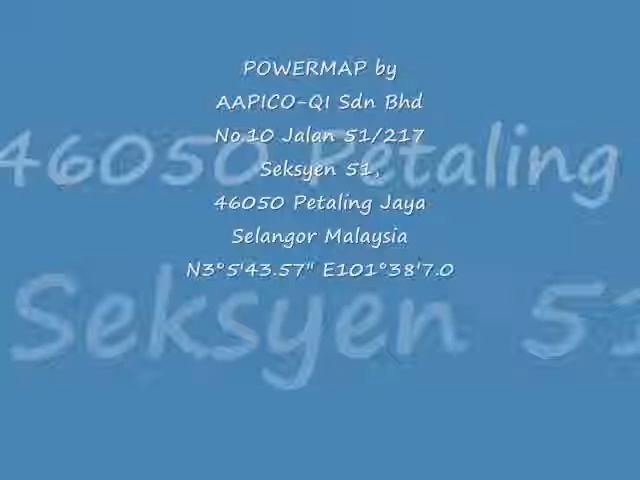 POWERMAP by
AAPICO-QI Sdn Bhd
No.10 Jalan 51/217
Seksyen 51,
46050 Petaling Jaya
Selangor Malaysia
N3°5'43.57" E101°38'7.0
46050 Petaling
Seksyen 51